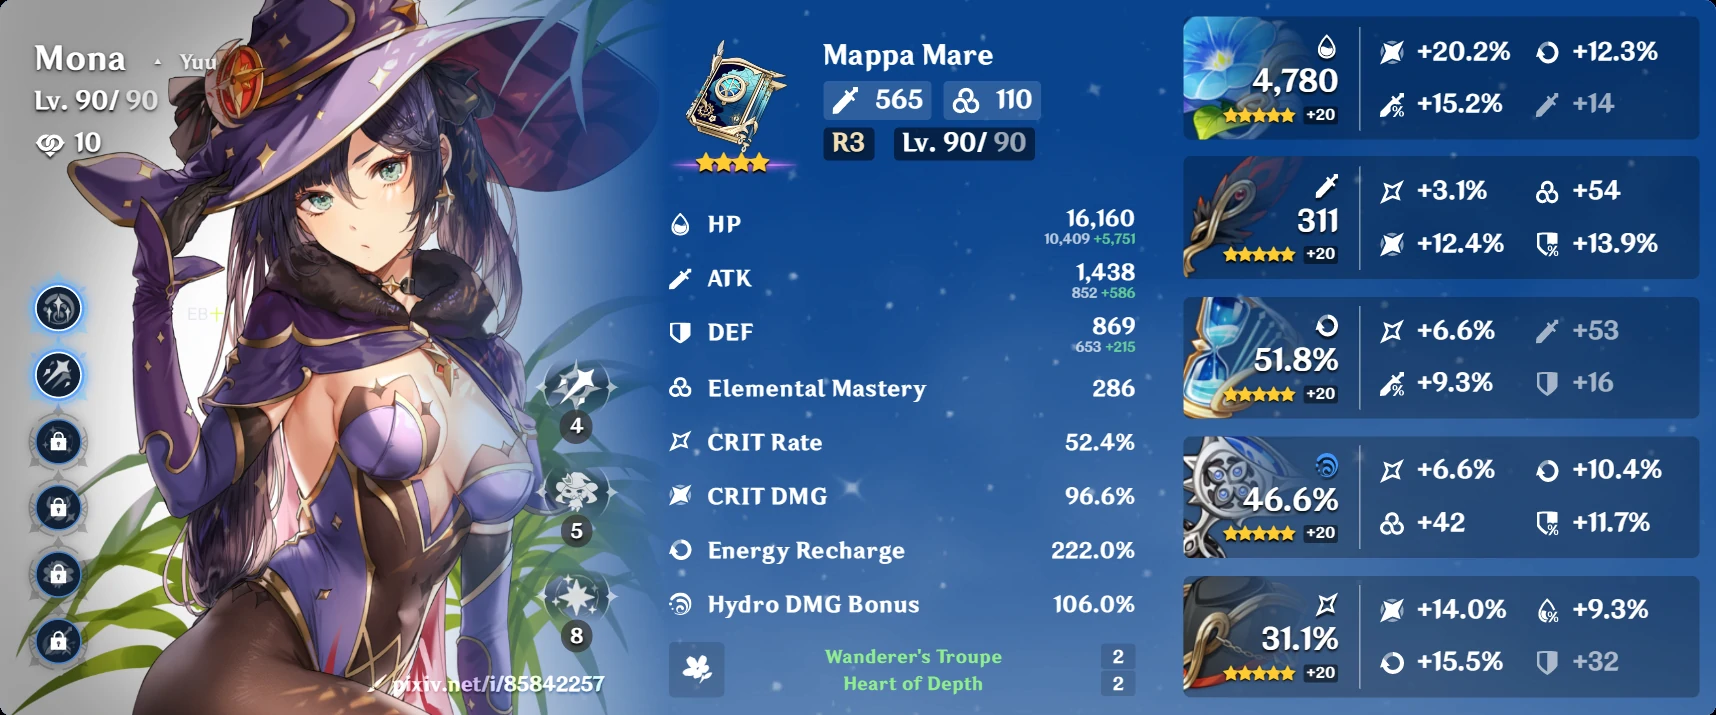 Mona · Yuu
Lv. 90/ 90
10
EB+
4
5
8
pixiv.net/i/85842257
Mappa Mare
565 110
R3 Lv. 90/ 90
HP 16,160
10,409 +5,751
ATK 1,438
852 +586
DEF 869
653 +215
Elemental Mastery 286
CRIT Rate 52.4%
CRIT DMG 96.6%
Energy Recharge 222.0%
Hydro DMG Bonus 106.0%
Wanderer's Troupe 2
Heart of Depth 2
4,780
+20
+20.2% +12.3%
+15.2% +14
311
+20
+3.1% +54
+12.4% +13.9%
51.8%
+20
+6.6% +53
+9.3% +16
46.6%
+20
+6.6% +10.4%
+42 +11.7%
31.1%
+20
+14.0% +9.3%
+15.5% +32